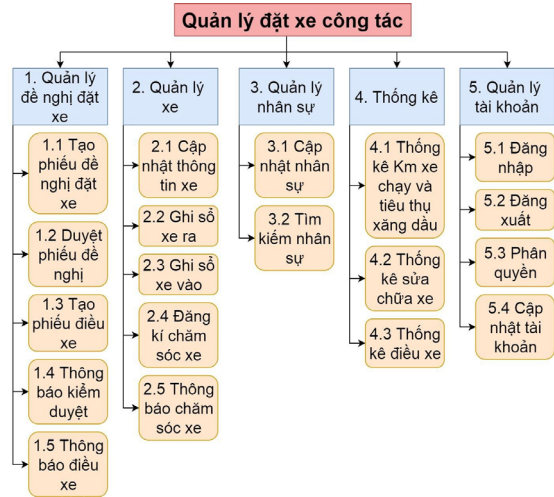 Quản lý đặt xe công tác
1. Quản lý
đề nghị đặt
xe
1.1 Tạo
phiếu đề
nghị đặt
xe
1.2 Duyệt
phiếu đề
nghị
1.3 Tạo
phiếu điều
xe
1.4 Thông
báo kiểm
duyệt
1.5 Thông
báo điều
xe
2. Quản lý
xe
2.1 Cập
nhật thông
tin xe
2.2 Ghi sổ
xe ra
2.3 Ghi sổ
xe vào
2.4 Đăng
kí chăm
sóc xe
2.5 Thông
báo chăm
sóc xe
3. Quản lý
nhân sự
3.1 Cập
nhật nhân
sự
3.2 Tìm
kiếm nhân
sự
4. Thống kê
4.1 Thống
kê Km xe
chạy và
tiêu thụ
xăng dầu
4.2 Thống
kê sửa
chữa xe
4.3 Thống
kê điều xe
5. Quản lý
tài khoản
5.1 Đăng
nhập
5.2 Đăng
xuất
5.3 Phân
quyền
5.4 Cập
nhật tài
khoản